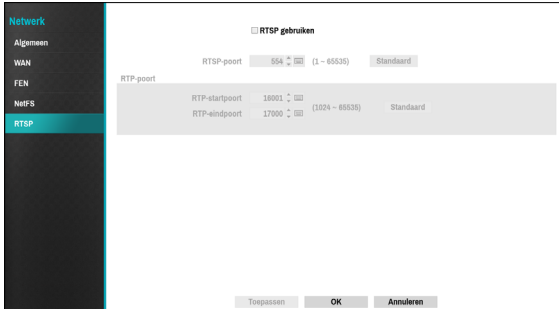 Netwerk
Algemeen
WAN
FEN
NetFS
RTSP
RTSP gebruiken
RTSP-poort 554 (1 ~ 65535) Standaard
RTP-poort
RTP-startpoort 16001
RTP-eindpoort 17000
(1024 ~ 65535) Standaard
Toepassen OK Annuleren